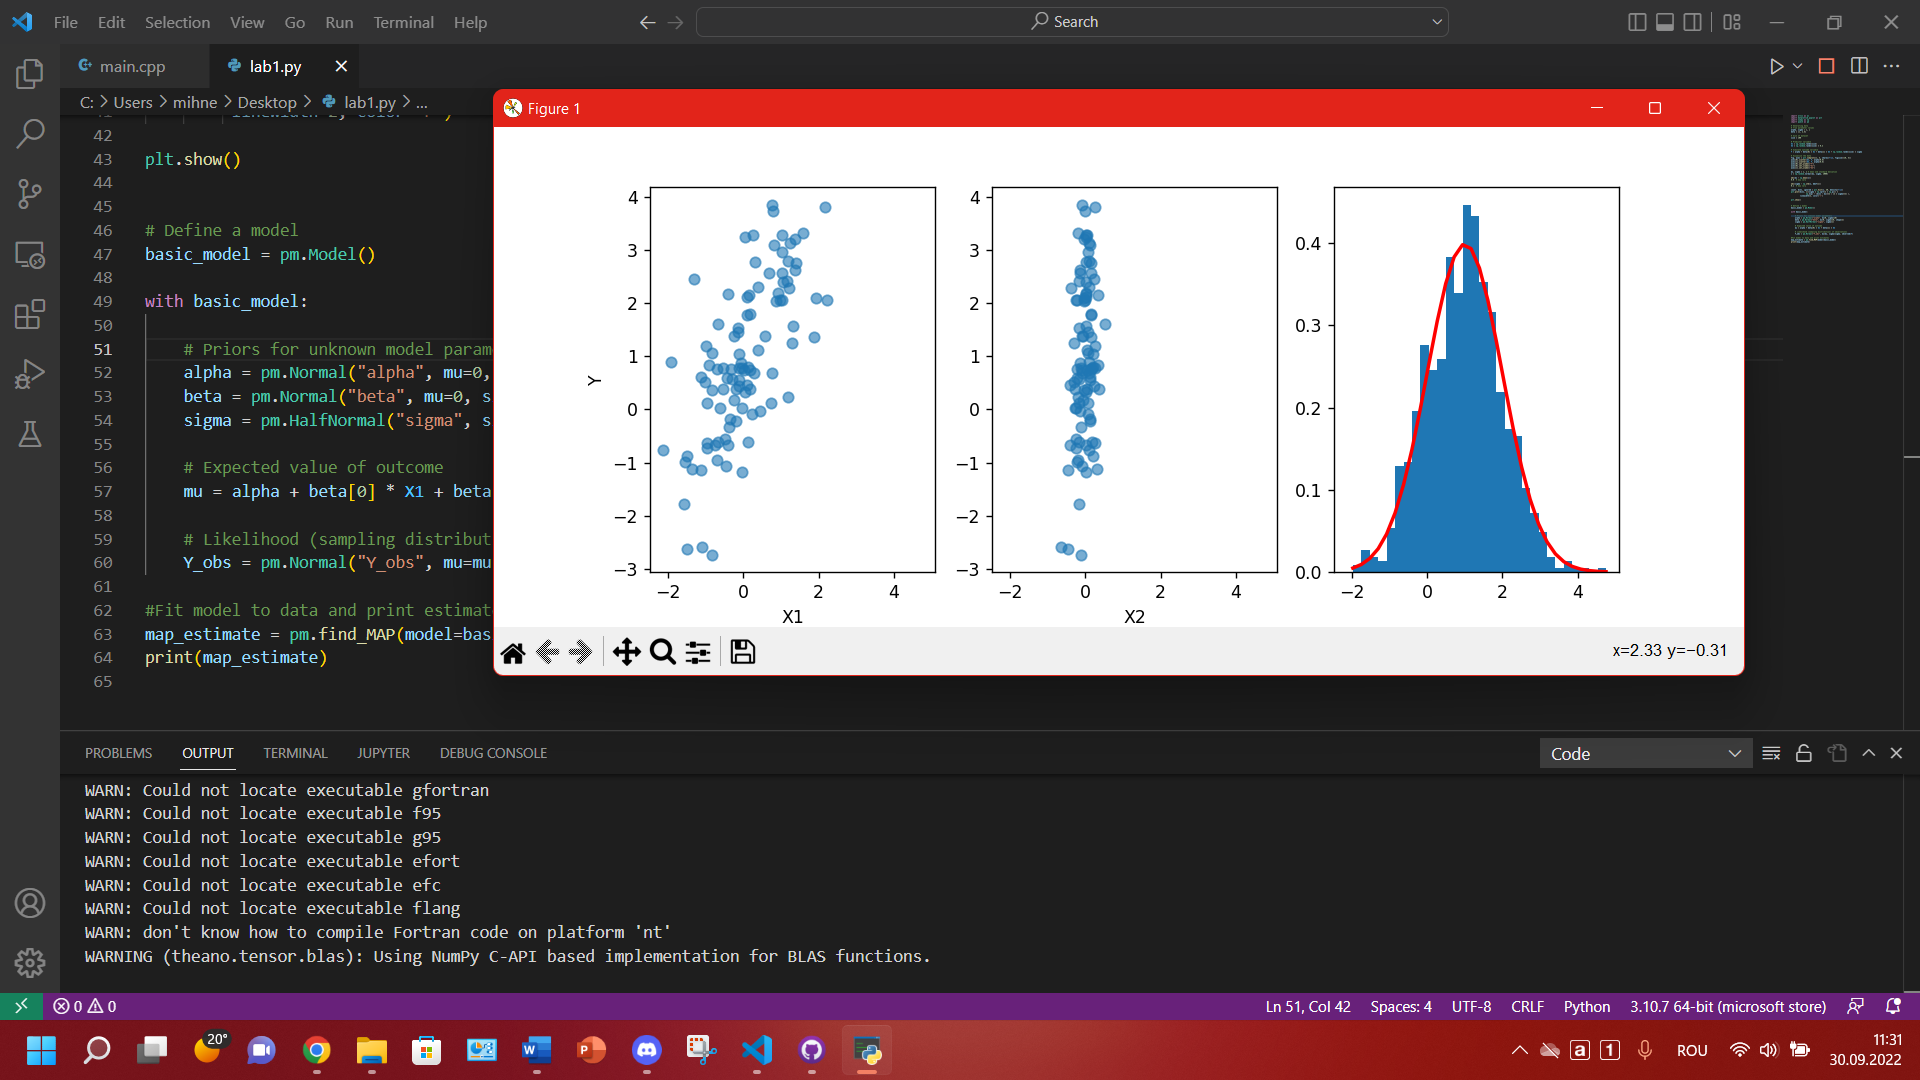 File Edit Selection View Go Run Terminal Help
Search
main.cpp
lab1.py
C: > Users > mihne > Desktop > lab1.py > ...
42
43 plt.show()
44
45
46 # Define a model
47 basic_model = pm.Model()
48
49 with basic_model:
50
51 # Priors for unknown model param
52 alpha = pm.Normal("alpha", mu=0,
53 beta = pm.Normal("beta", mu=0, s
54 sigma = pm.HalfNormal("sigma", s
55
56 # Expected value of outcome
57 mu = alpha + beta[0] * X1 + beta
58
59 # Likelihood (sampling distribut
60 Y_obs = pm.Normal("Y_obs", mu=mu
61
62 #Fit model to data and print estimat
63 map_estimate = pm.find_MAP(model=bas
64 print(map_estimate)
65
Figure 1
4
3
2
1
0
−1
−2
−3
Y
−2 0 2 4
X1
4
3
2
1
0
−1
−2
−3
−2 0 2 4
X2
0.4
0.3
0.2
0.1
0.0
−2 0 2 4
x=2.33 y=−0.31
PROBLEMS OUTPUT TERMINAL JUPYTER DEBUG CONSOLE
Code
WARN: Could not locate executable gfortran
WARN: Could not locate executable f95
WARN: Could not locate executable g95
WARN: Could not locate executable efort
WARN: Could not locate executable efc
WARN: Could not locate executable flang
WARN: don't know how to compile Fortran code on platform 'nt'
WARNING (theano.tensor.blas): Using NumPy C-API based implementation for BLAS functions.
0 0
Ln 51, Col 42 Spaces: 4 UTF-8 CRLF Python 3.10.7 64-bit (microsoft store)
20°
ROU
11:31
30.09.2022